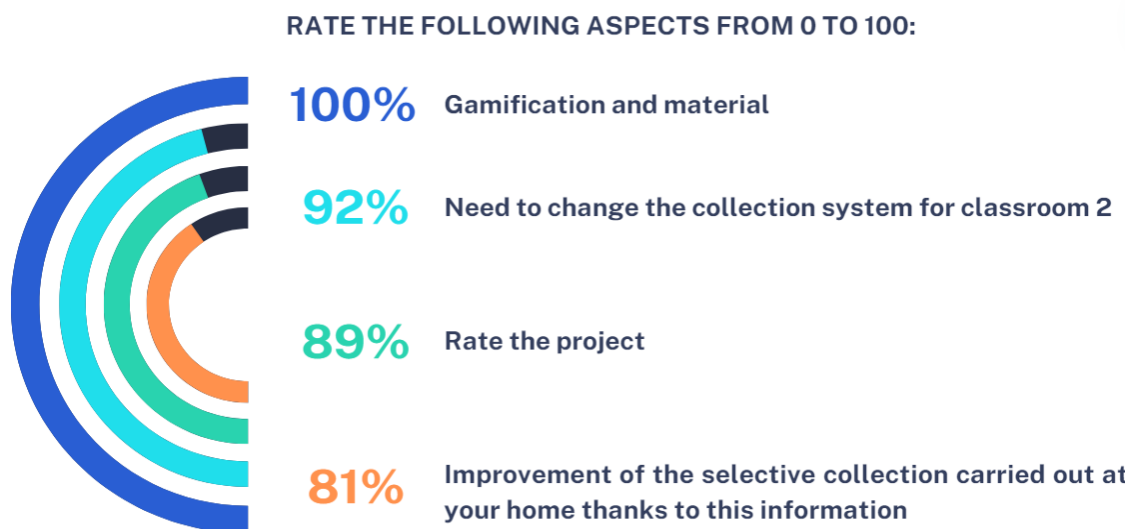 RATE THE FOLLOWING ASPECTS FROM 0 TO 100:
100% Gamification and material
92% Need to change the collection system for classroom 2
89% Rate the project
81% Improvement of the selective collection carried out at
your home thanks to this information